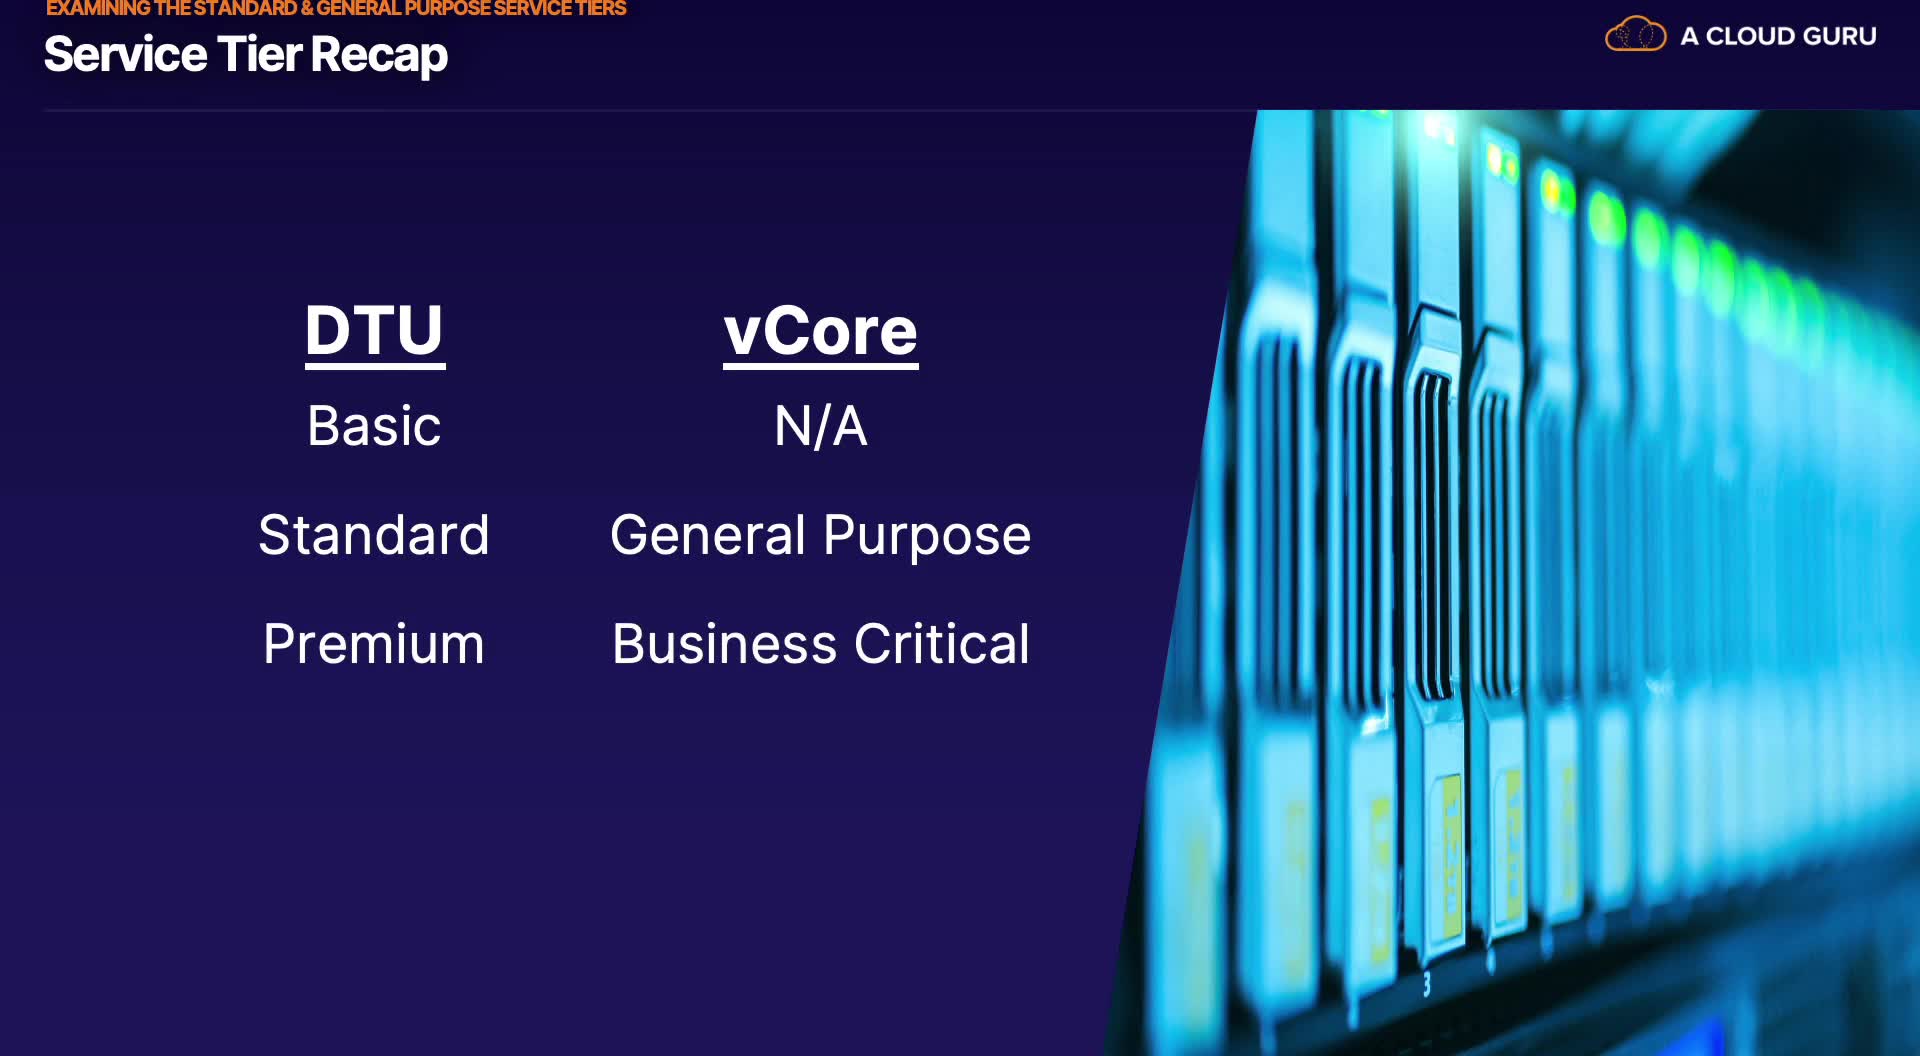 EXAMINING THE STANDARD & GENERAL PURPOSE SERVICE TIERS
Service Tier Recap
A CLOUD GURU
DTU vCore
Basic N/A
Standard General Purpose
Premium Business Critical
3